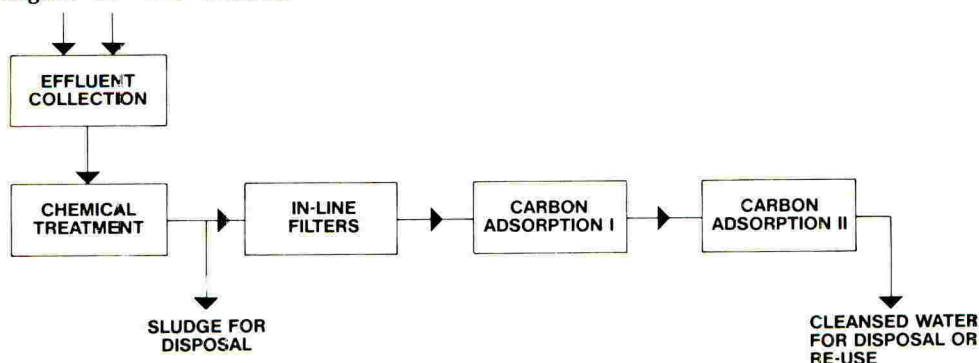 EFFLUENT
COLLECTION
CHEMICAL
TREATMENT
IN-LINE
FILTERS
CARBON
ADSORPTION I
CARBON
ADSORPTION II
SLUDGE FOR
DISPOSAL
CLEANSED WATER
FOR DISPOSAL OR
RE-USE